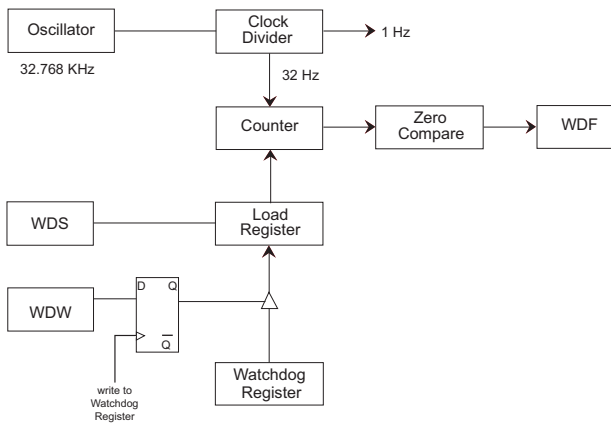 Oscillator
Clock
Divider
1 Hz
32.768 KHz
32 Hz
Counter
Zero
Compare
WDF
WDS
Load
Register
D Q
WDW
Q
Watchdog
Register
write to
Watchdog
Register